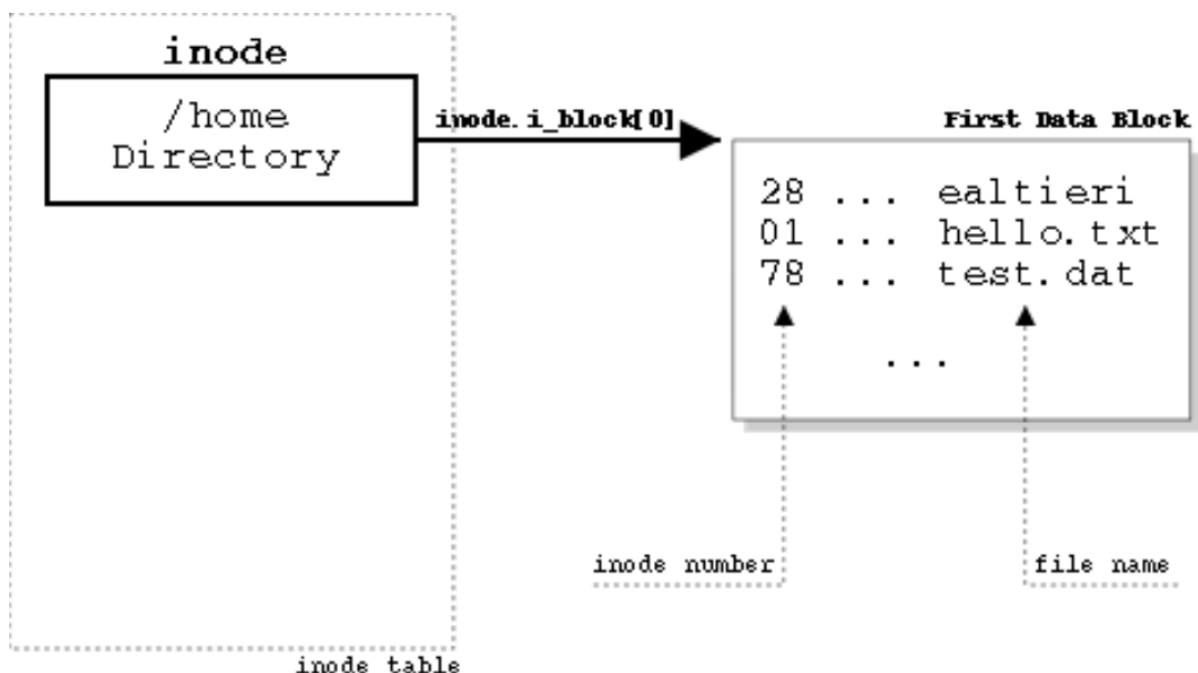 inode
/home
Directory
inode.i_block[0]
First Data Block
28 ... ealtieri
01 ... hello.txt
78 ... test.dat
...
inode number
file name
inode table